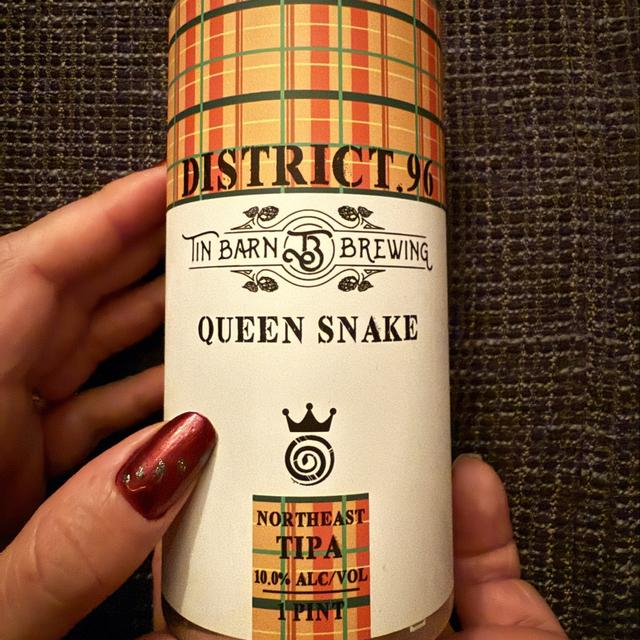 DISTRICT.96
TIN BARN TB BREWING
QUEEN SNAKE
NORTHEAST
TIPA
10.0% ALC/VOL
1 PINT